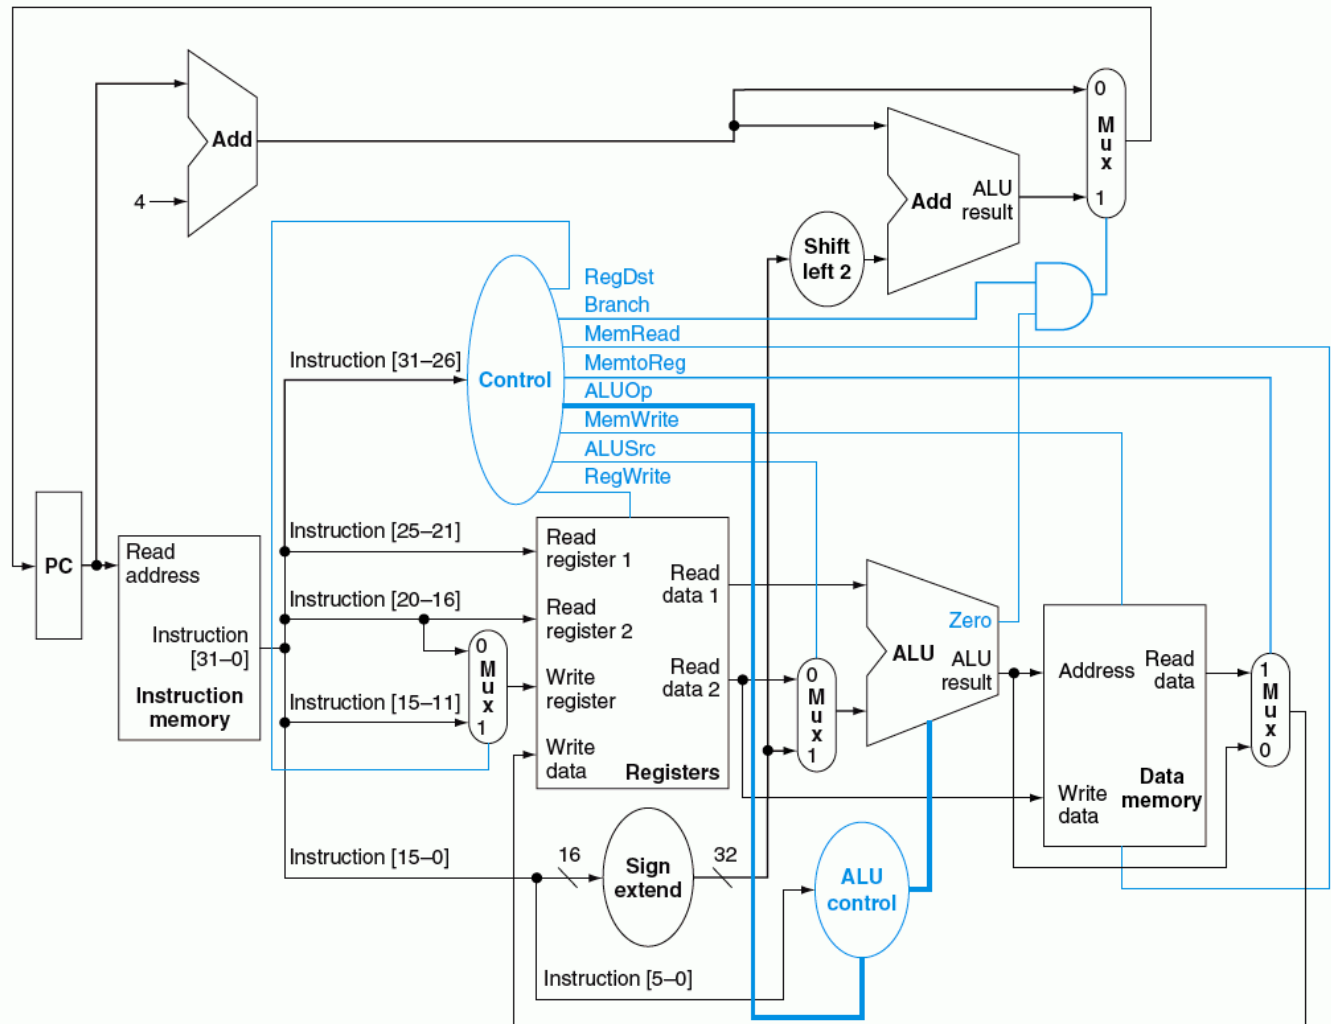 Add
4
0
M
u
x
1
Add
ALU
result
Shift
left 2
RegDst
Branch
MemRead
MemtoReg
ALUOp
MemWrite
ALUSrc
RegWrite
Control
Instruction [31–26]
Instruction [25–21]
Instruction [20–16]
Instruction [15–11]
Instruction [15–0]
Instruction [5–0]
PC
Read
address
Instruction
[31–0]
Instruction
memory
0
M
u
x
1
Read
register 1
Read
register 2
Write
register
Write
data
Read
data 1
Read
data 2
Registers
16
Sign
extend
32
0
M
u
x
1
Zero
ALU
ALU
result
ALU
control
Address
Read
data
Write
data
Data
memory
1
M
u
x
0